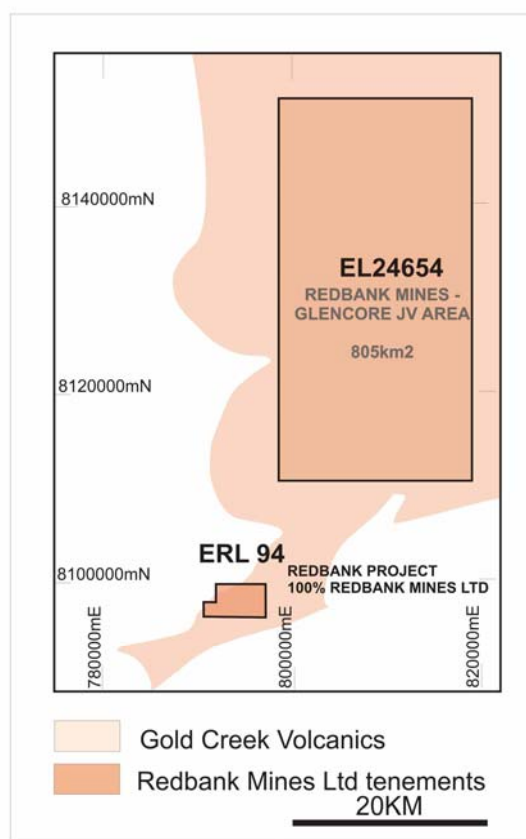 8140000mN
EL24654
REDBANK MINES -
GLENCORE JV AREA
805km2
8120000mN
ERL 94
8100000mN
REDBANK PROJECT
100% REDBANK MINES LTD
780000mE
800000mE
820000mE
Gold Creek Volcanics
Redbank Mines Ltd tenements
20KM